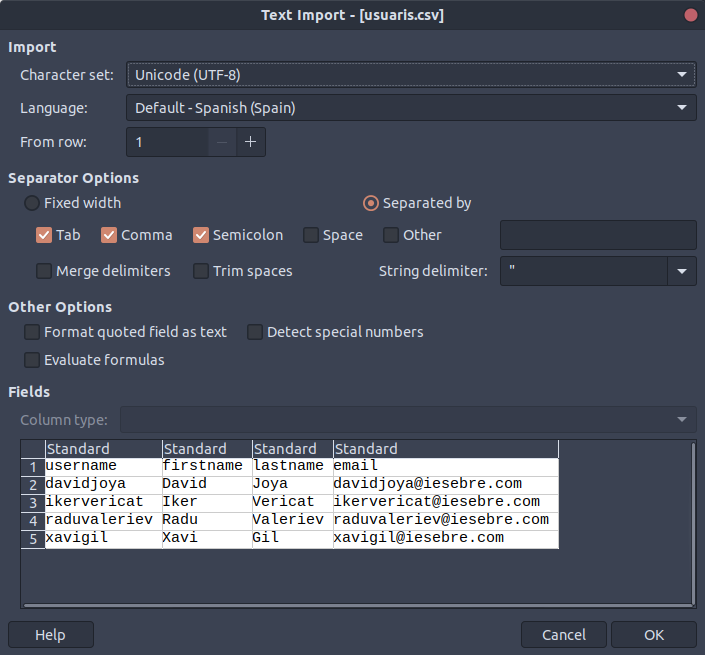 Text Import - [usuaris.csv]
Import
Character set: Unicode (UTF-8)
Language: Default - Spanish (Spain)
From row: 1 − +
Separator Options
Fixed width Separated by
Tab Comma Semicolon Space Other
Merge delimiters Trim spaces String delimiter: "
Other Options
Format quoted field as text Detect special numbers
Evaluate formulas
Fields
Column type:
Standard Standard Standard Standard
1 username firstname lastname email
2 davidjoya David Joya davidjoya@iesebre.com
3 ikervericat Iker Vericat ikervericat@iesebre.com
4 raduvaleriev Radu Valeriev raduvaleriev@iesebre.com
5 xavigil Xavi Gil xavigil@iesebre.com
Help Cancel OK